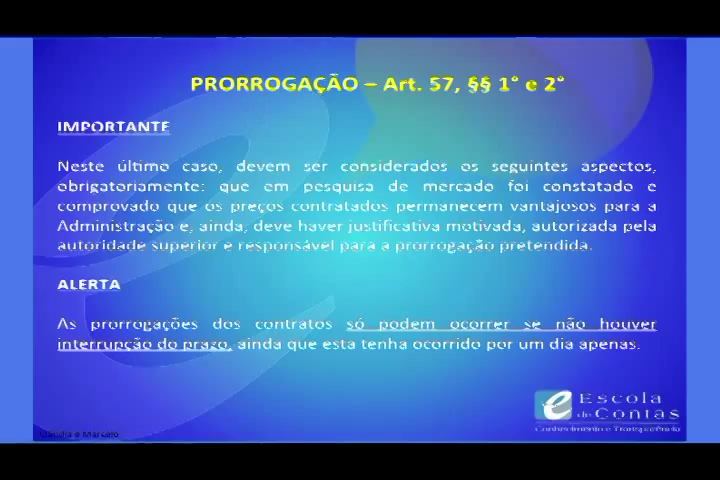 PRORROGAÇÃO – Art. 57, §§ 1° e 2°
IMPORTANTE
Neste último caso, devem ser considerados os seguintes aspectos,
obrigatoriamente: que em pesquisa de mercado foi constatado e
comprovado que os preços contratados permanecem vantajosos para a
Administração e, ainda, deve haver justificativa motivada, autorizada pela
autoridade superior e responsável para a prorrogação pretendida.
ALERTA
As prorrogações dos contratos só podem ocorrer se não houver
interrupção do prazo, ainda que esta tenha ocorrido por um dia apenas.
e Escola
de Contas
Conhecimento e Transparência
Cláudia e Marcelo